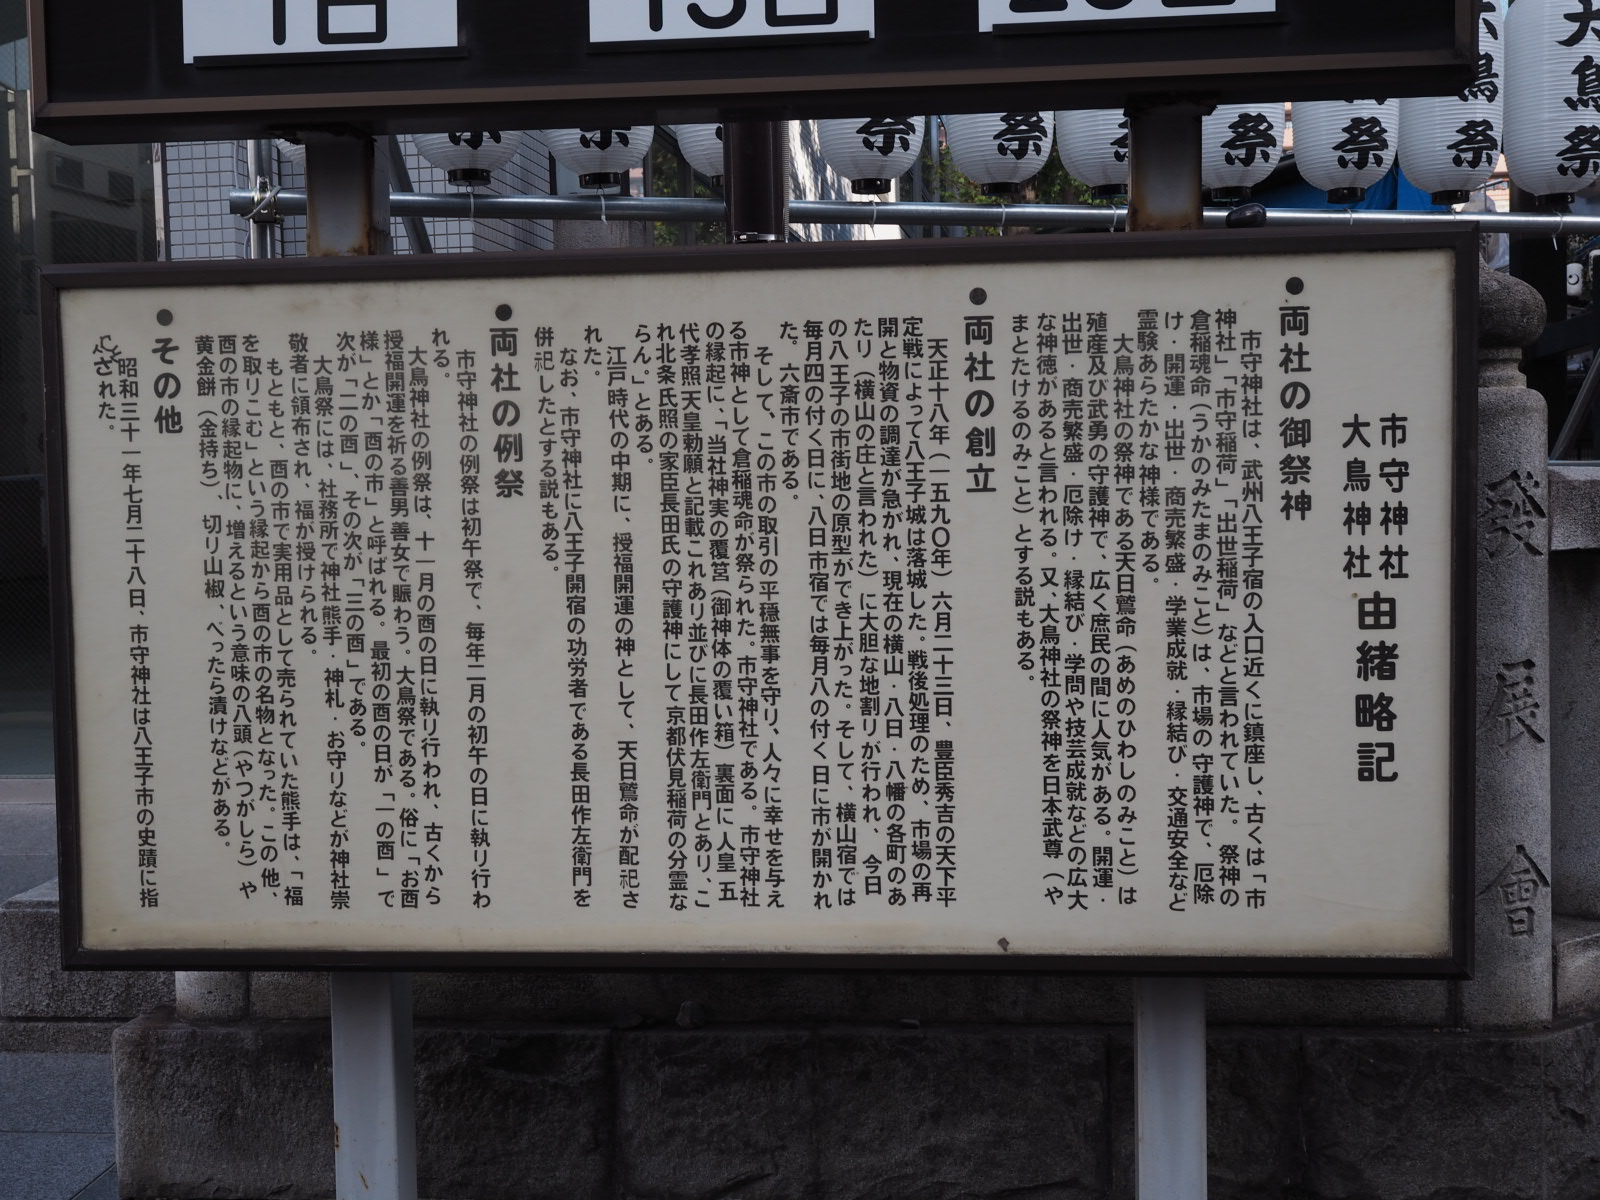 1日
15日
大鳥祭
鳥祭
祭
祭
祭
祭
祭
市守神社
大鳥神社
由緒略記
●両社の御祭神
市守神社は、武州八王子宿の入口近くに鎮座し、古くは「市
神社」「市守稲荷」「出世稲荷」などと言われていた。祭神の
倉稲魂命（うかのみたまのみこと）は、市場の守護神で、厄除
け・開運・出世・商売繁盛・学業成就・縁結び・交通安全など
霊験あらたかな神様である。
大鳥神社の祭神である天日鷲命（あめのひわしのみこと）は
殖産及び武勇の守護神で、広く庶民の間に人気がある。開運・
出世・商売繁盛・厄除け・縁結び・学問や技芸成就などの広大
な神徳があると言われる。又、大鳥神社の祭神を日本武尊（や
まとたけるのみこと）とする説もある。
●両社の創立
天正十八年（一五九〇年）六月二十三日、豊臣秀吉の天下平
定戦によって八王子城は落城した。戦後処理のため、市場の再
開と物資の調達が急がれ、現在の横山・八日・八幡の各町のあ
たり（横山の庄と言われた）に大胆な地割りが行われ、今日
の八王子の市街地の原型ができ上がった。そして、横山宿では
毎月四の付く日に、八日市宿では毎月八の付く日に市が開かれ
た。六斎市である。
そして、この市の取引の平穏無事を守り、人々に幸せを与え
る市神として倉稲魂命が祭られた。市守神社である。市守神社
の縁起に、「当社神実の覆筥（御神体の覆い箱）裏面に人皇五
代孝照天皇勅願と記載これあり並びに長田作左衛門とあり、こ
れ北条氏照の家臣長田氏の守護神にして京都伏見稲荷の分霊な
らん。」とある。
江戸時代の中期に、授福開運の神として、天日鷲命が配祀さ
れた。
なお、市守神社に八王子開宿の功労者である長田作左衛門を
併祀したとする説もある。
●両社の例祭
市守神社の例祭は初午祭で、毎年二月の初午の日に執り行わ
れる。
大鳥神社の例祭は、十一月の酉の日に執り行われ、古くから
授福開運を祈る善男善女で賑わう。大鳥祭である。俗に「お酉
様」とか「酉の市」と呼ばれる。最初の酉の日が「一の酉」で
次が「二の酉」、その次が「三の酉」である。
大鳥祭には、社務所で神社熊手・神札・お守りなどが神社崇
敬者に領布され、福が授けられる。
もともと、酉の市で実用品として売られていた熊手は、「福
を取りこむ」という縁起から酉の市の名物となった。この他、
酉の市の縁起物に、増えるという意味の八頭（やつがしら）や
黄金餅（金持ち）、切り山椒、べったら漬けなどがある。
●その他
昭和三十一年七月二十八日、市守神社は八王子市の史蹟に指
定された。
發展會